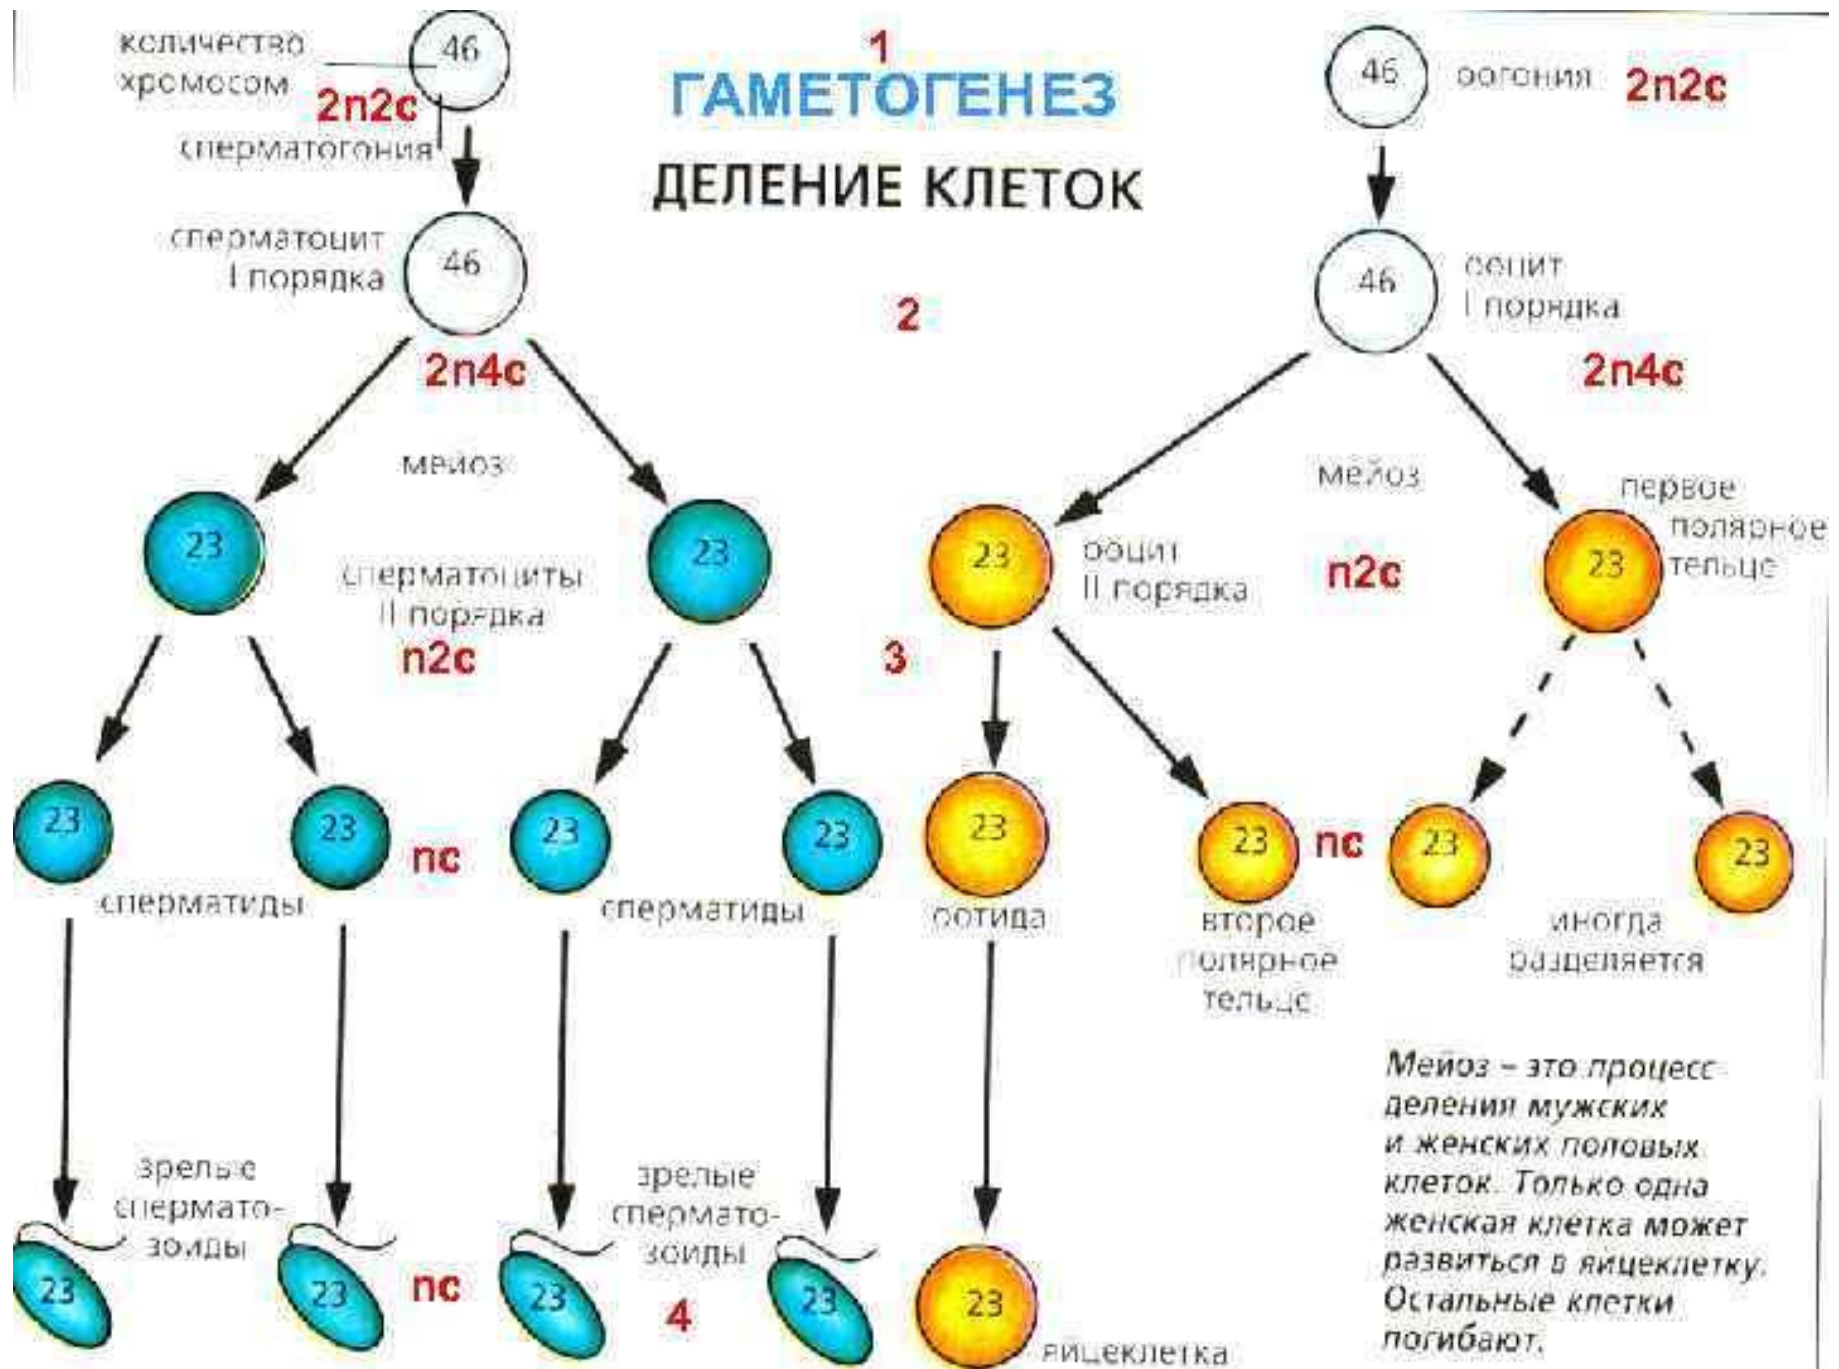 количество
хромосом
46
2n2c
сперматогония
1
ГАМЕТОГЕНЕЗ
ДЕЛЕНИЕ КЛЕТОК
46
оогония
2n2c
сперматоцит
I порядка
46
2n4c
2
46
ооцит
I порядка
2n4c
мейоз
23
23
сперматоциты
II порядка
n2c
мейоз
23
ооцит
II порядка
n2c
первое
полярное
тельце
23
3
23
23
nc
23
23
сперматиды
сперматиды
23
оотида
23
второе
полярное
тельце
nc
23
23
иногда
разделяется
зрелые
спермато-
зоиды
23
23
nc
зрелые
спермато-
зоиды
23
23
4
23
яйцеклетка
Мейоз – это процесс
деления мужских
и женских половых
клеток. Только одна
женская клетка может
развиться в яйцеклетку.
Остальные клетки
погибают.